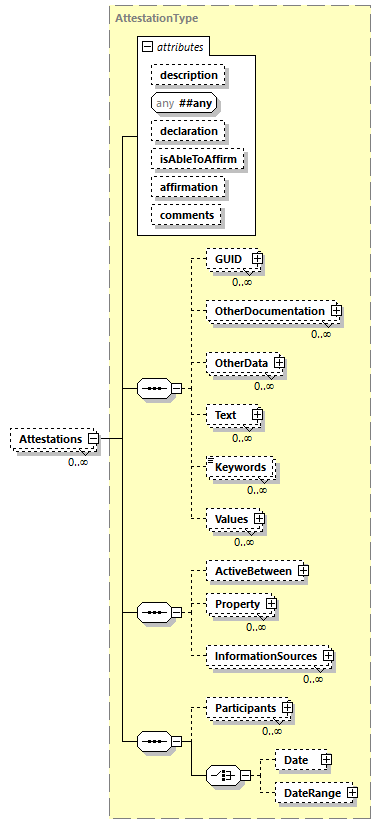 AttestationType
attributes
description
any ##any
declaration
isAbleToAffirm
affirmation
comments
GUID
0..∞
OtherDocumentation
0..∞
OtherData
0..∞
Text
0..∞
Attestations
0..∞
Keywords
0..∞
Values
0..∞
ActiveBetween
Property
0..∞
InformationSources
0..∞
Participants
0..∞
Date
DateRange